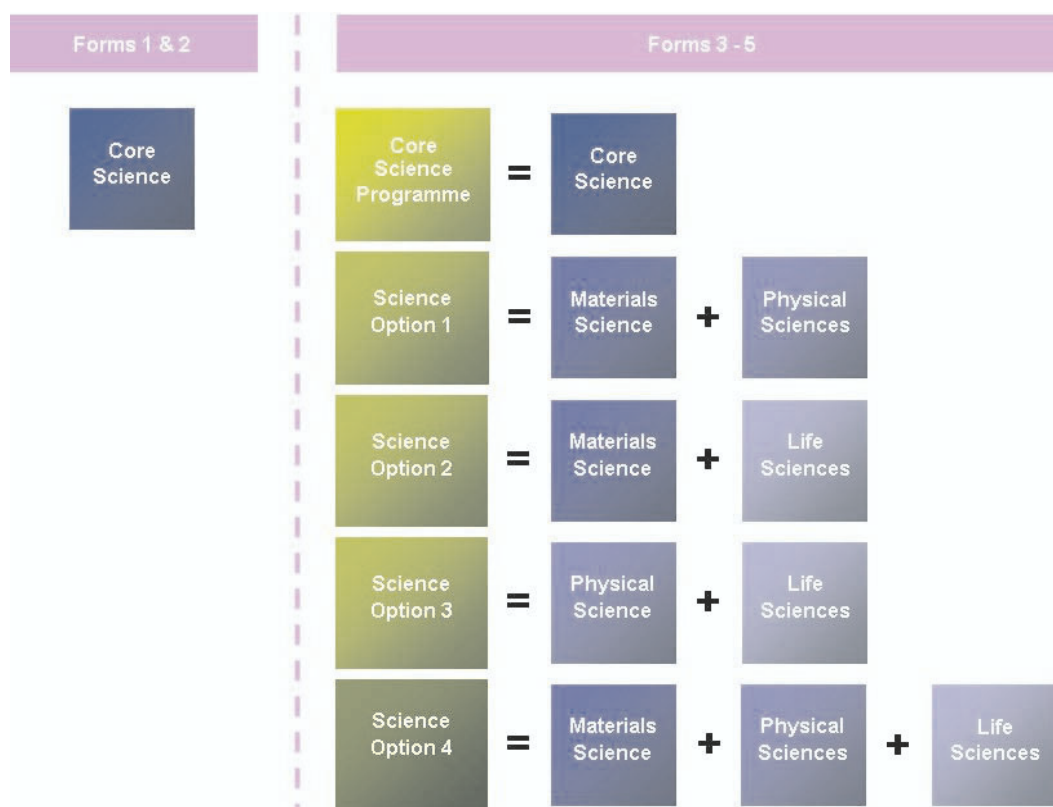 Forms 1 & 2
Forms 3 - 5
Core
Science
Core
Science
Programme
=
Core
Science
Science
Option 1
=
Materials
Science
+
Physical
Sciences
Science
Option 2
=
Materials
Science
+
Life
Sciences
Science
Option 3
=
Physical
Science
+
Life
Sciences
Science
Option 4
=
Materials
Science
+
Physical
Sciences
+
Life
Sciences